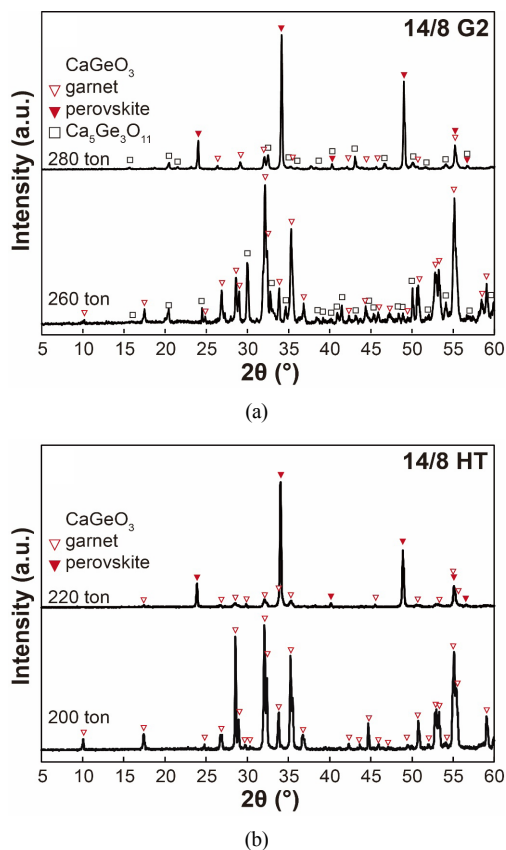 14/8 G2
CaGeO₃
▽ garnet
▼ perovskite
□ Ca₅Ge₃O₁₁
280 ton
260 ton
Intensity (a.u.)
5 10 15 20 25 30 35 40 45 50 55 60
2θ (°)
(a)
14/8 HT
CaGeO₃
▽ garnet
▼ perovskite
220 ton
200 ton
Intensity (a.u.)
5 10 15 20 25 30 35 40 45 50 55 60
2θ (°)
(b)